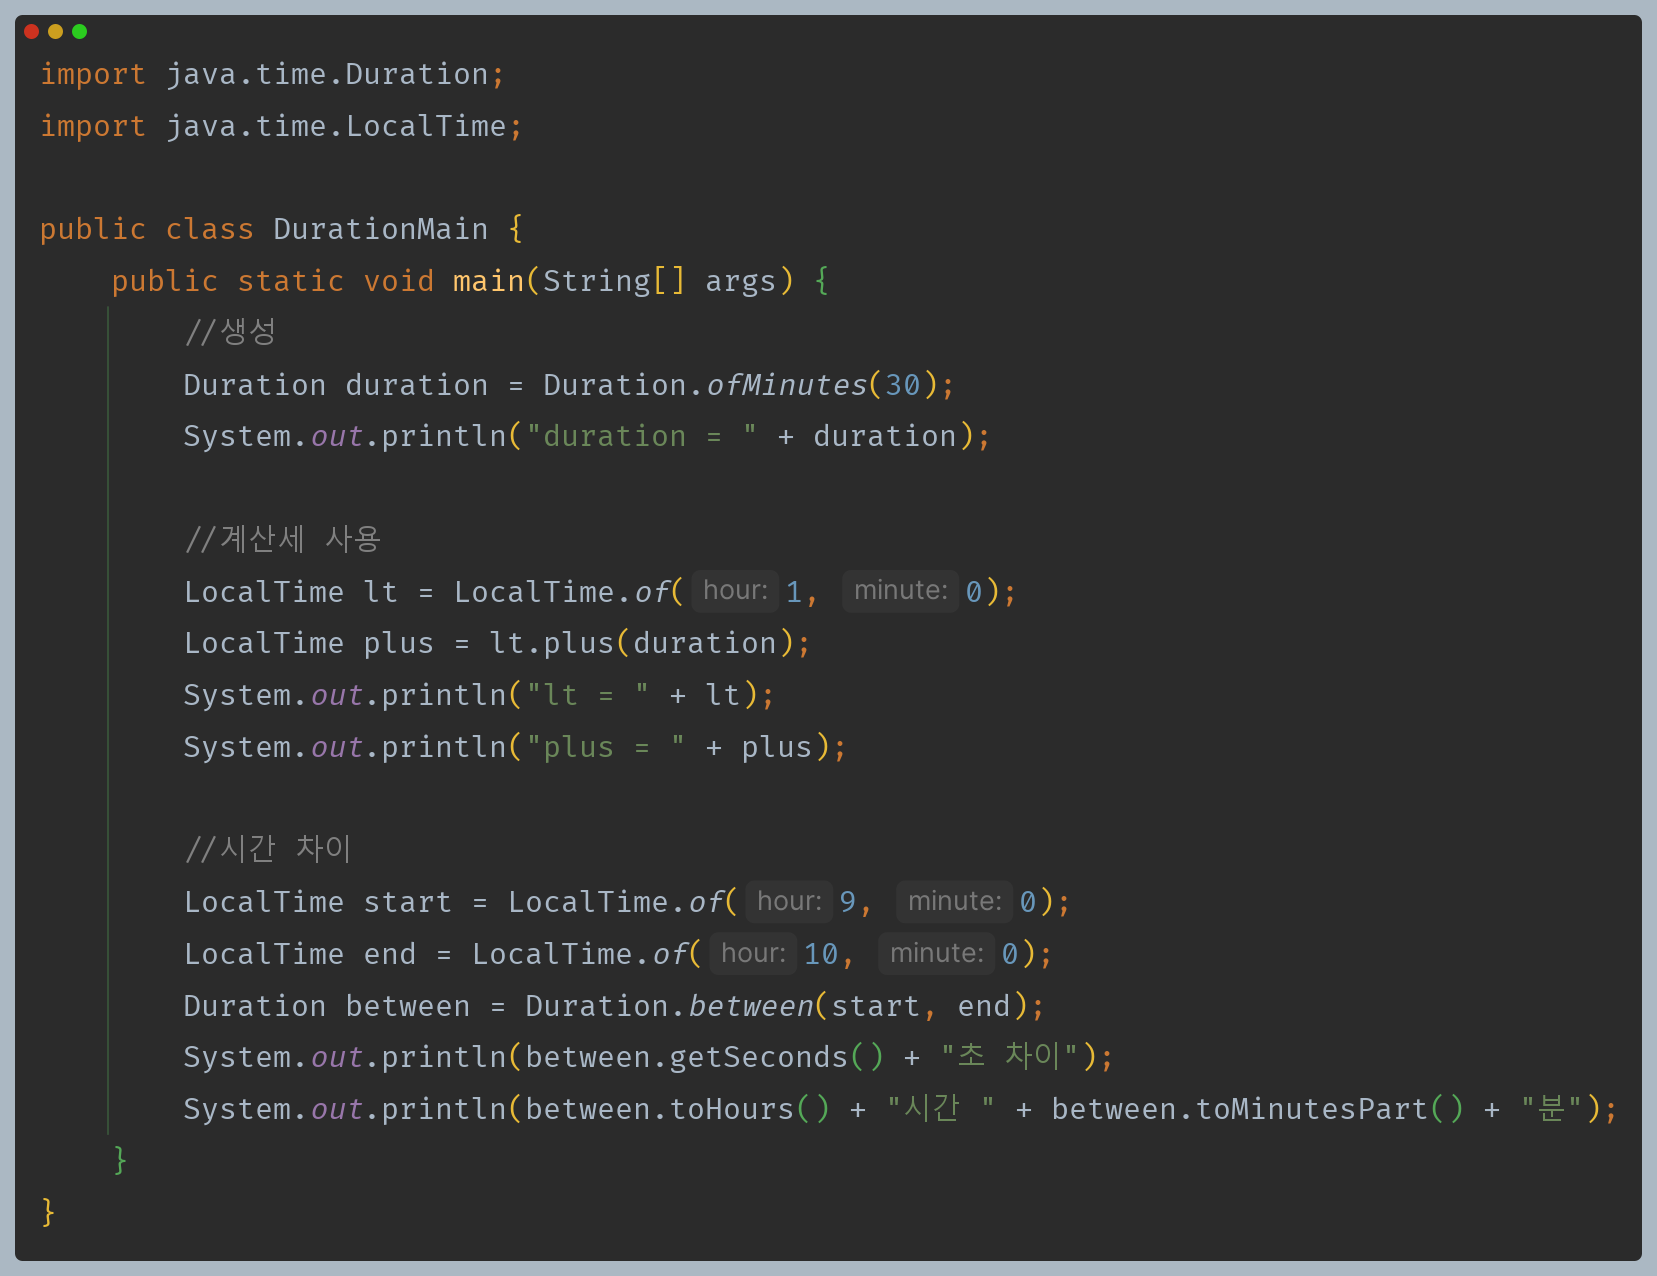 import java.time.Duration;
import java.time.LocalTime;
public class DurationMain {
public static void main(String[] args) {
//생성
Duration duration = Duration.ofMinutes(30);
System.out.println("duration = " + duration);
//계산세 사용
LocalTime lt = LocalTime.of( hour: 1, minute: 0);
LocalTime plus = lt.plus(duration);
System.out.println("lt = " + lt);
System.out.println("plus = " + plus);
//시간 차이
LocalTime start = LocalTime.of( hour: 9, minute: 0);
LocalTime end = LocalTime.of( hour: 10, minute: 0);
Duration between = Duration.between(start, end);
System.out.println(between.getSeconds() + "초 차이");
System.out.println(between.toHours() + "시간 " + between.toMinutesPart() + "분");
}
}